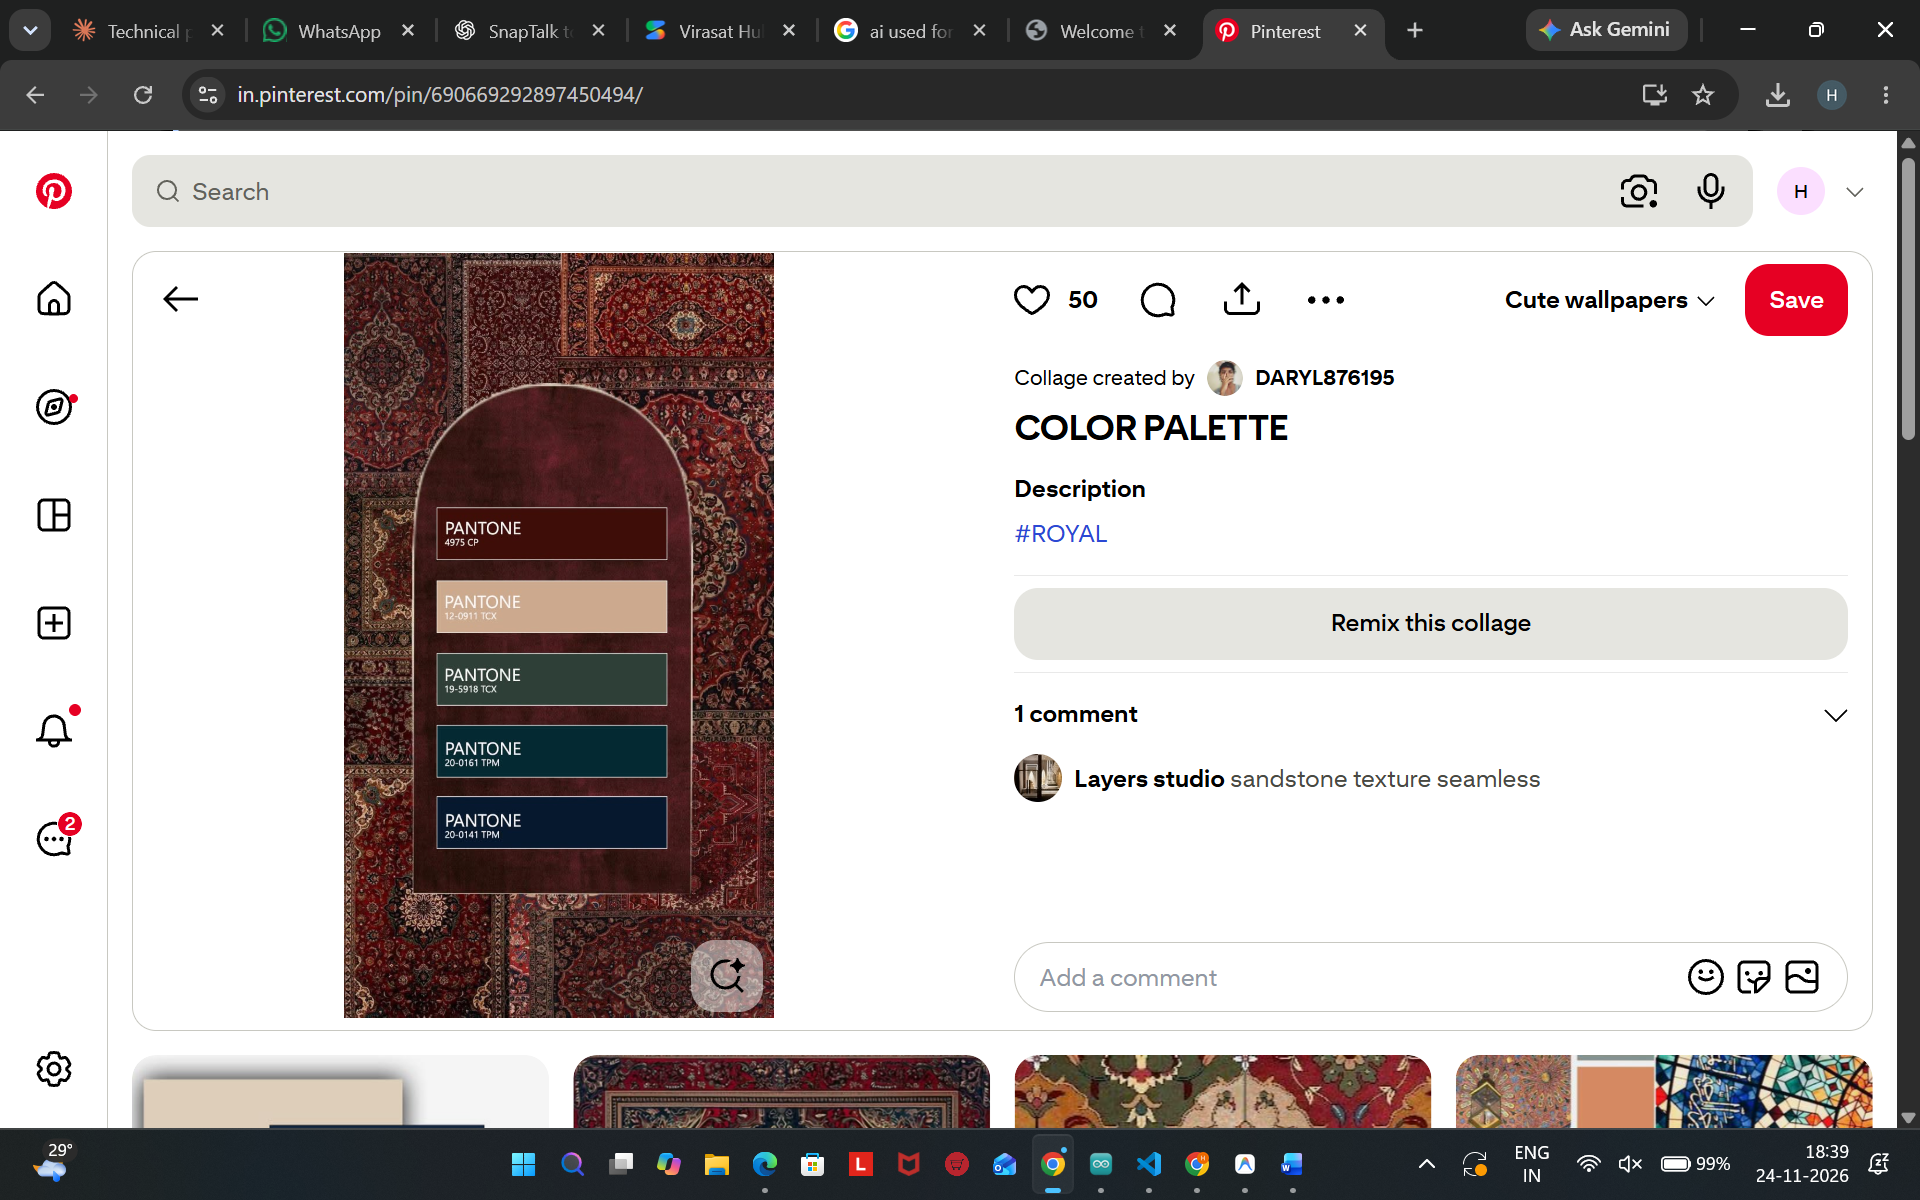 Technical
WhatsApp
SnapTalk t
Virasat Hu
ai used for
Welcome t
Pinterest
Ask Gemini
in.pinterest.com/pin/690669292897450494/
H
Search
H
50
Cute wallpapers
Save
Collage created by DARYL876195
COLOR PALETTE
Description
#ROYAL
Remix this collage
1 comment
Layers studio sandstone texture seamless
Add a comment
PANTONE
4975 CP
PANTONE
12-0911 TCX
PANTONE
19-5918 TCX
PANTONE
20-0161 TPM
PANTONE
20-0141 TPM
2
29°
L
ENG
IN
99%
18:39
24-11-2026